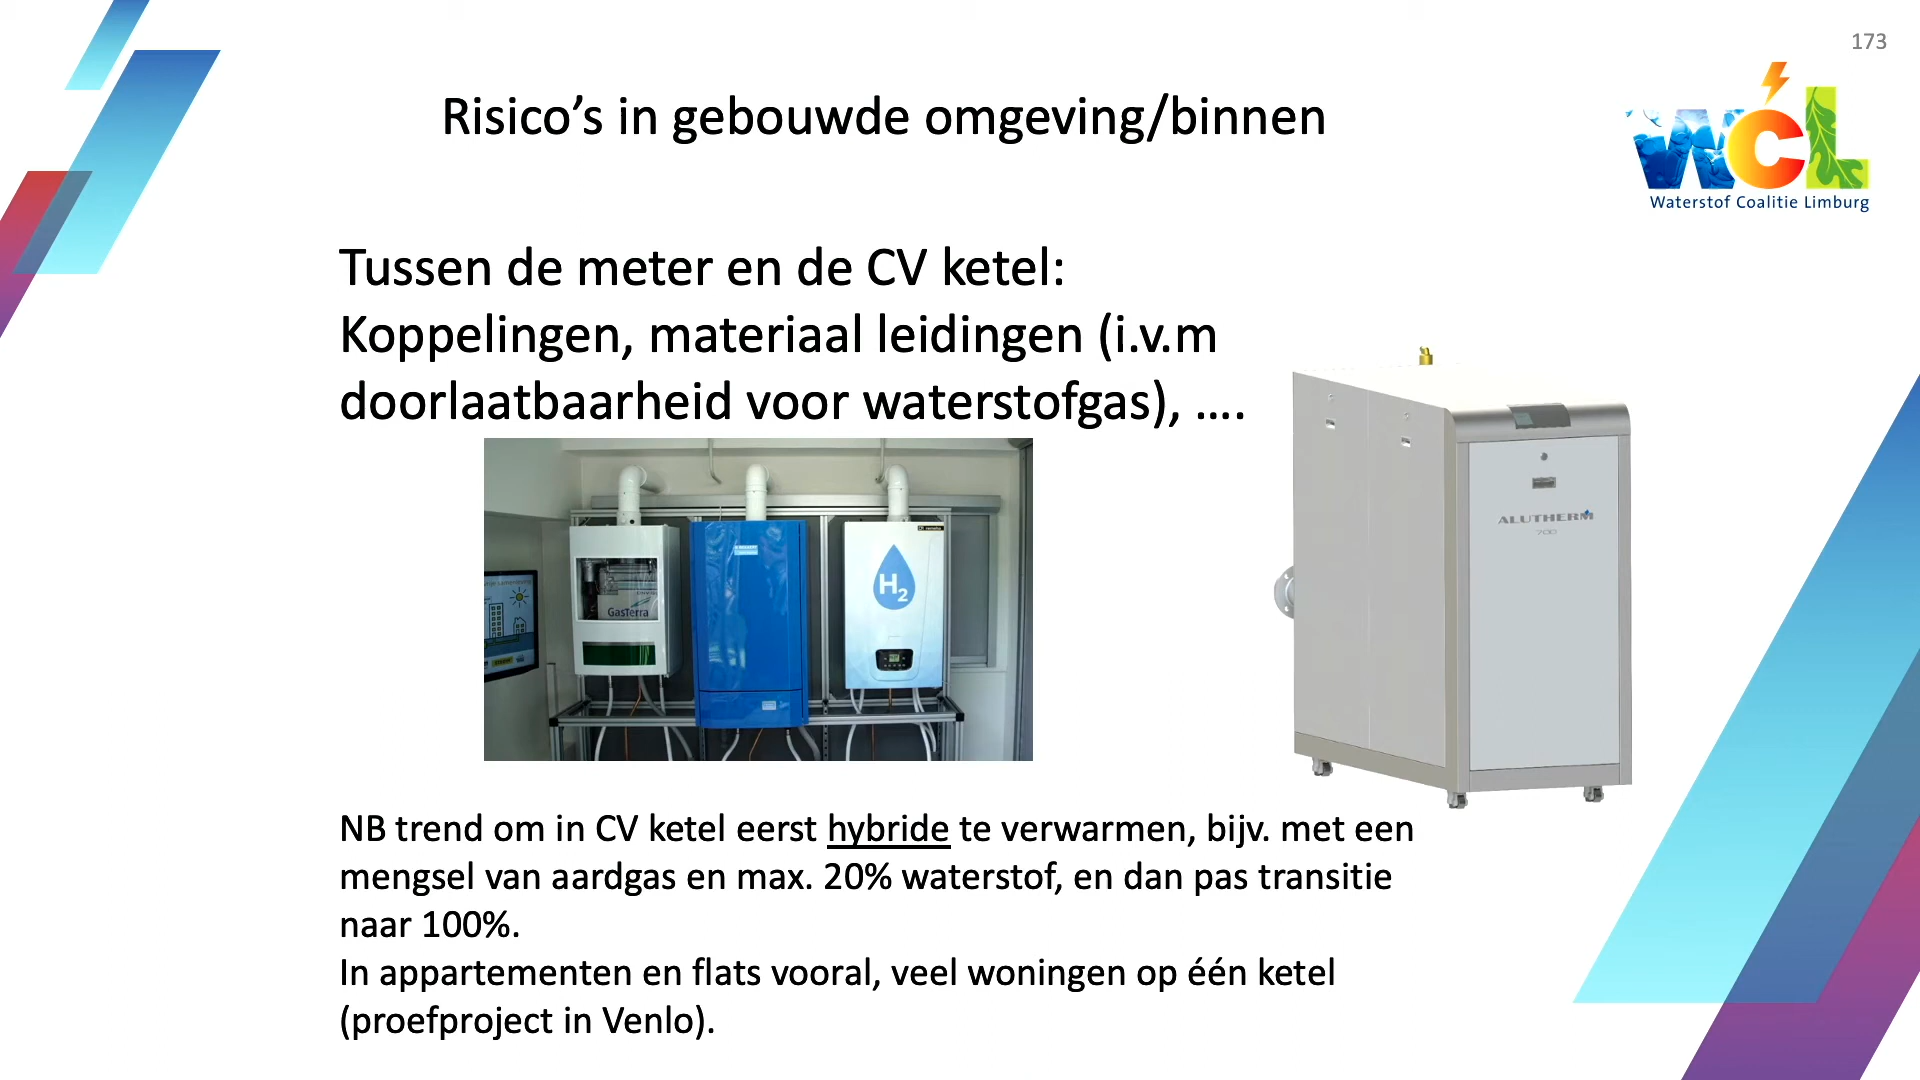 173
Risico’s in gebouwde omgeving/binnen
WCL
Waterstof Coalitie Limburg
Tussen de meter en de CV ketel:
Koppelingen, materiaal leidingen (i.v.m
doorlaatbaarheid voor waterstofgas), ....
GasTerra
H2
ALUTHERM
700
NB trend om in CV ketel eerst hybride te verwarmen, bijv. met een
mengsel van aardgas en max. 20% waterstof, en dan pas transitie
naar 100%.
In appartementen en flats vooral, veel woningen op één ketel
(proefproject in Venlo).